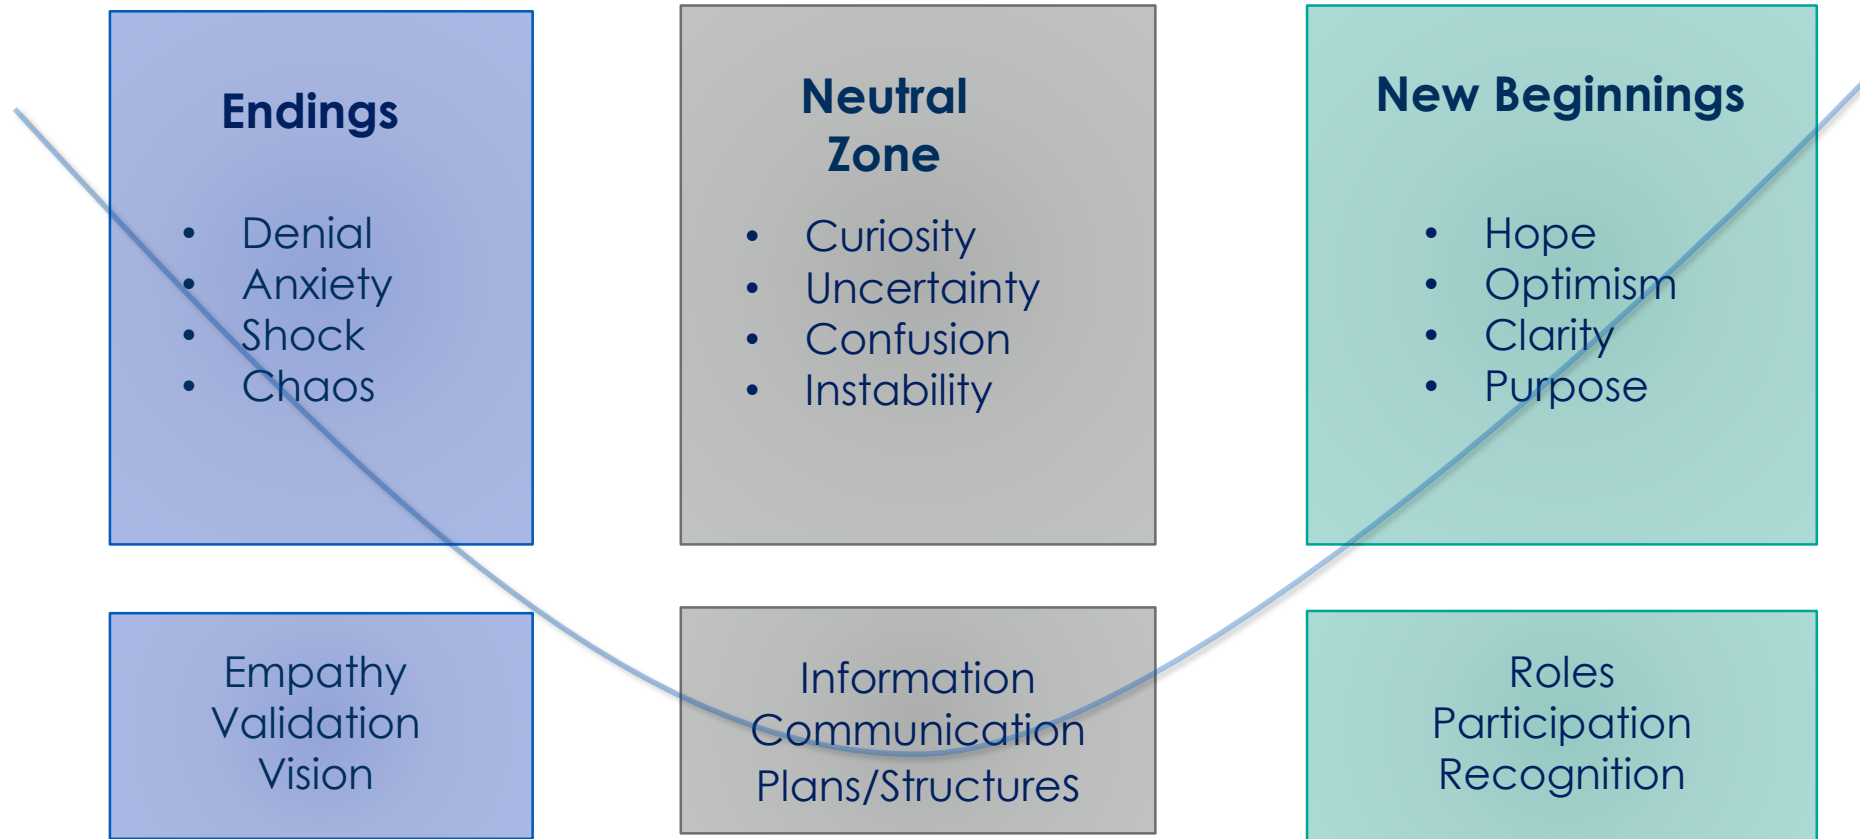 Endings
• Denial
• Anxiety
• Shock
• Chaos
Neutral
Zone
• Curiosity
• Uncertainty
• Confusion
• Instability
New Beginnings
• Hope
• Optimism
• Clarity
• Purpose
Empathy
Validation
Vision
Information
Communication
Plans/Structures
Roles
Participation
Recognition